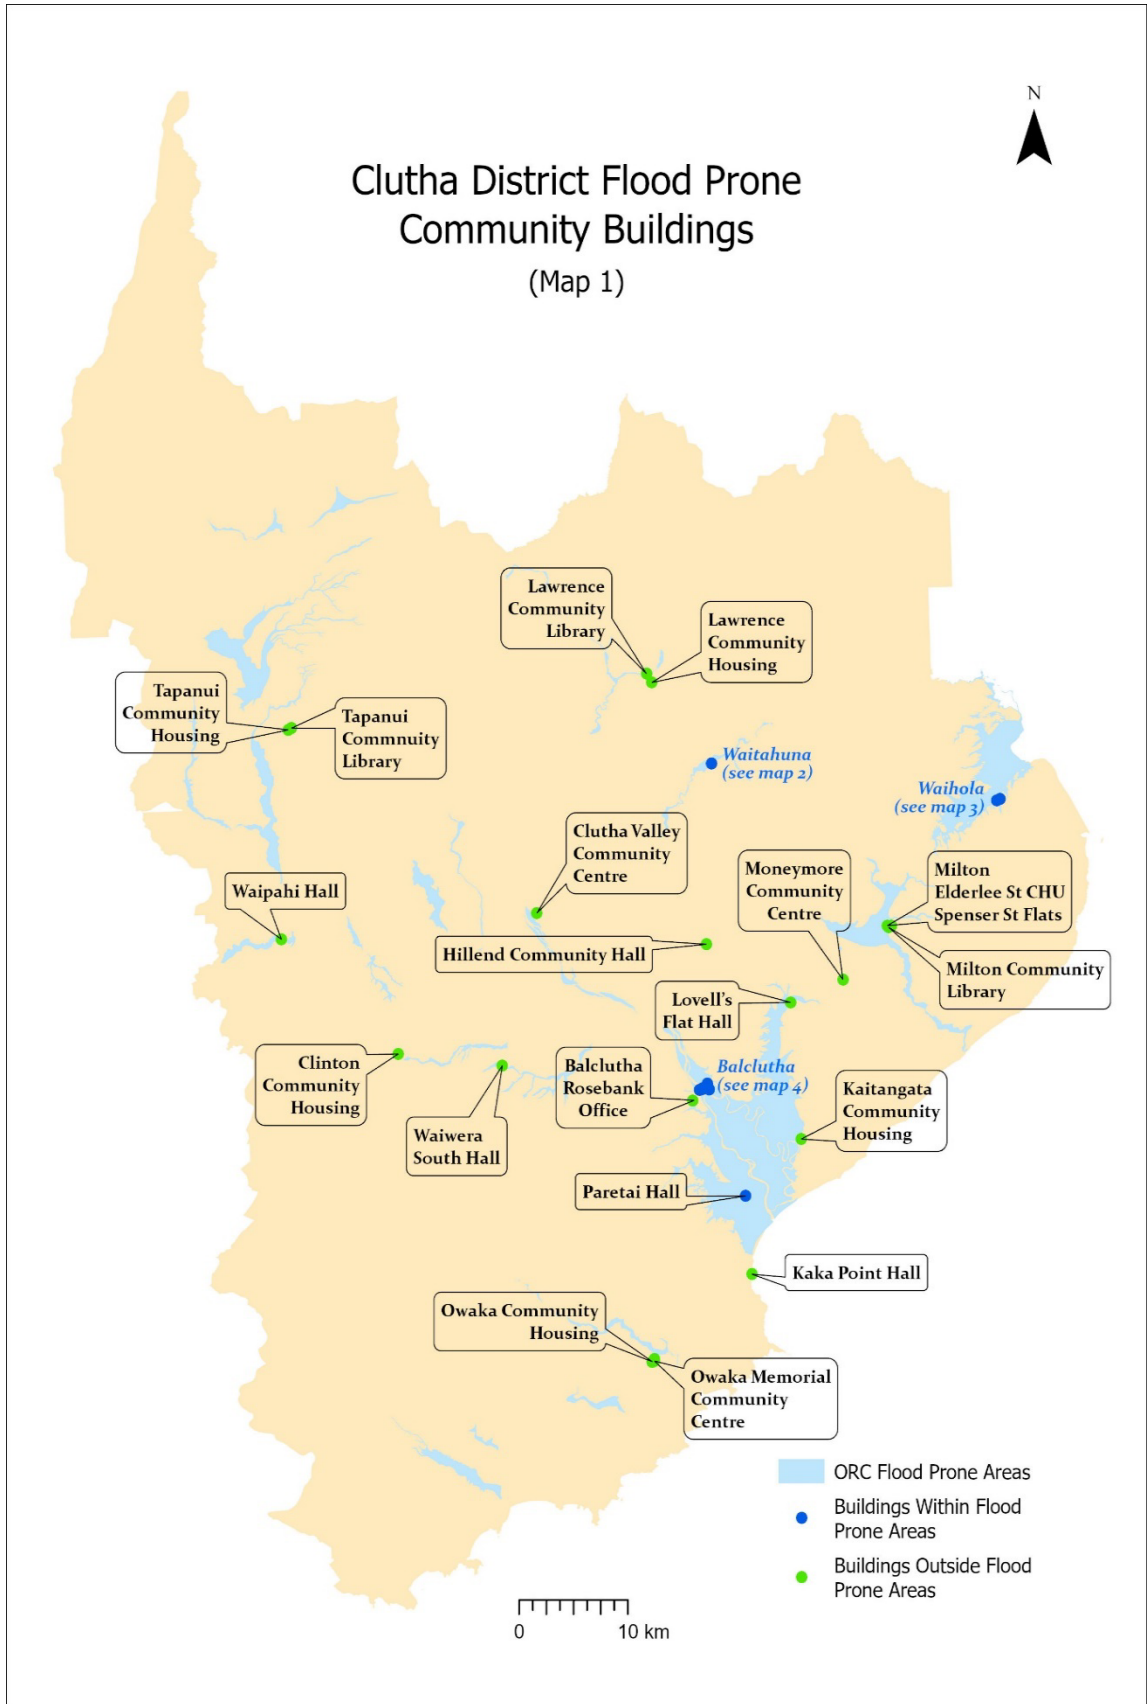 N
Clutha District Flood Prone
Community Buildings
(Map 1)
Lawrence
Community
Library
Lawrence
Community
Housing
Tapanui
Community
Housing
Tapanui
Commnuity
Library
Waitahuna
(see map 2)
Waihola
(see map 3)
Clutha Valley
Community
Centre
Moneymore
Community
Centre
Milton
Elderlee St CHU
Spenser St Flats
Waipahi Hall
Hillend Community Hall
Milton Community
Library
Lovell's
Flat Hall
Clinton
Community
Housing
Balclutha
Rosebank
Office
Balclutha
(see map 4)
Kaitangata
Community
Housing
Waiwera
South Hall
Paretai Hall
Kaka Point Hall
Owaka Community
Housing
Owaka Memorial
Community
Centre
ORC Flood Prone Areas
Buildings Within Flood
Prone Areas
Buildings Outside Flood
Prone Areas
0 10 km